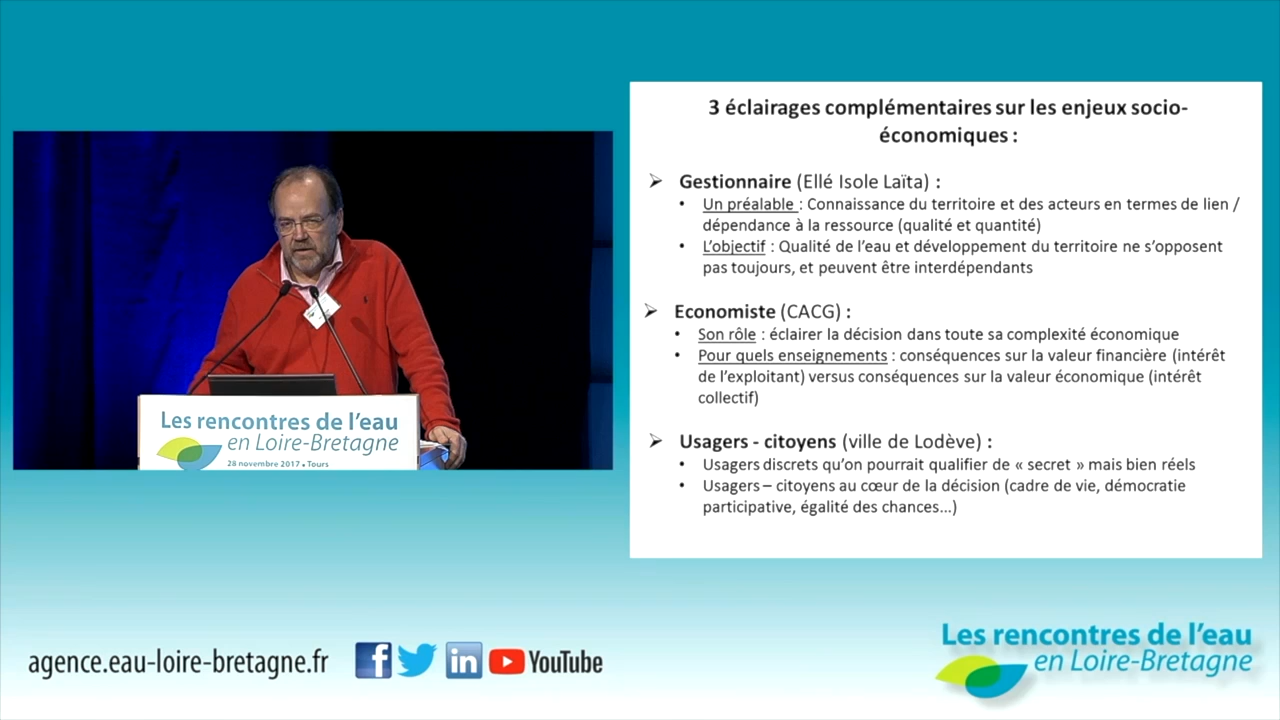 3 éclairages complémentaires sur les enjeux socio-
économiques :
Gestionnaire (Ellé Isole Laïta) :
Un préalable : Connaissance du territoire et des acteurs en termes de lien /
dépendance à la ressource (qualité et quantité)
L'objectif : Qualité de l'eau et développement du territoire ne s'opposent
pas toujours, et peuvent être interdépendants
Economiste (CACG) :
Son rôle : éclairer la décision dans toute sa complexité économique
Pour quels enseignements : conséquences sur la valeur financière (intérêt
de l'exploitant) versus conséquences sur la valeur économique (intérêt
collectif)
Usagers - citoyens (ville de Lodève) :
Usagers discrets qu'on pourrait qualifier de « secret » mais bien réels
Usagers – citoyens au cœur de la décision (cadre de vie, démocratie
participative, égalité des chances...)
Les rencontres de l'eau
en Loire-Bretagne
28 novembre 2017 • Tours
agence.eau-loire-bretagne.fr
f
in
YouTube
Les rencontres de l'eau
en Loire-Bretagne